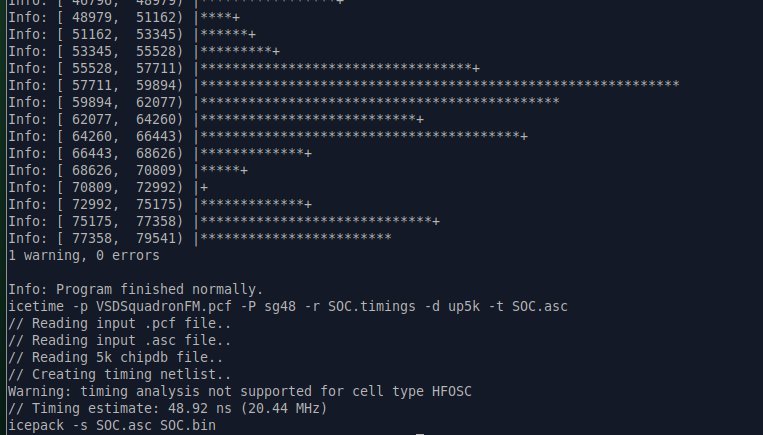 Info: [ 46796,  48979) |*****************+
Info: [ 48979,  51162) |****+
Info: [ 51162,  53345) |******+
Info: [ 53345,  55528) |*********+
Info: [ 55528,  57711) |**********************************+
Info: [ 57711,  59894) |************************************************************
Info: [ 59894,  62077) |*********************************************
Info: [ 62077,  64260) |***************************+
Info: [ 64260,  66443) |****************************************+
Info: [ 66443,  68626) |*************+
Info: [ 68626,  70809) |*****+
Info: [ 70809,  72992) |+
Info: [ 72992,  75175) |*************+
Info: [ 75175,  77358) |*****************************+
Info: [ 77358,  79541) |************************
1 warning, 0 errors
Info: Program finished normally.
icetime -p VSDSquadronFM.pcf -P sg48 -r SOC.timings -d up5k -t SOC.asc
// Reading input .pcf file..
// Reading input .asc file..
// Reading 5k chipdb file..
// Creating timing netlist..
Warning: timing analysis not supported for cell type HFOSC
// Timing estimate: 48.92 ns (20.44 MHz)
icepack -s SOC.asc SOC.bin